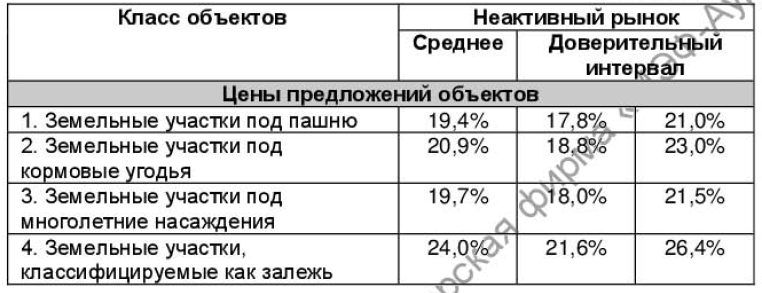 Класс объектов Неактивный рынок
Среднее Доверительный
интервал
Цены предложений объектов
1. Земельные участки под пашню 19,4% 17,8% 21,0%
2. Земельные участки под 20,9% 18,8% 23,0%
кормовые угодья
3. Земельные участки под 19,7% 18,0% 21,5%
многолетние насаждения
4. Земельные участки, 24,0% 21,6% 26,4%
классифицируемые как залежь
фирма